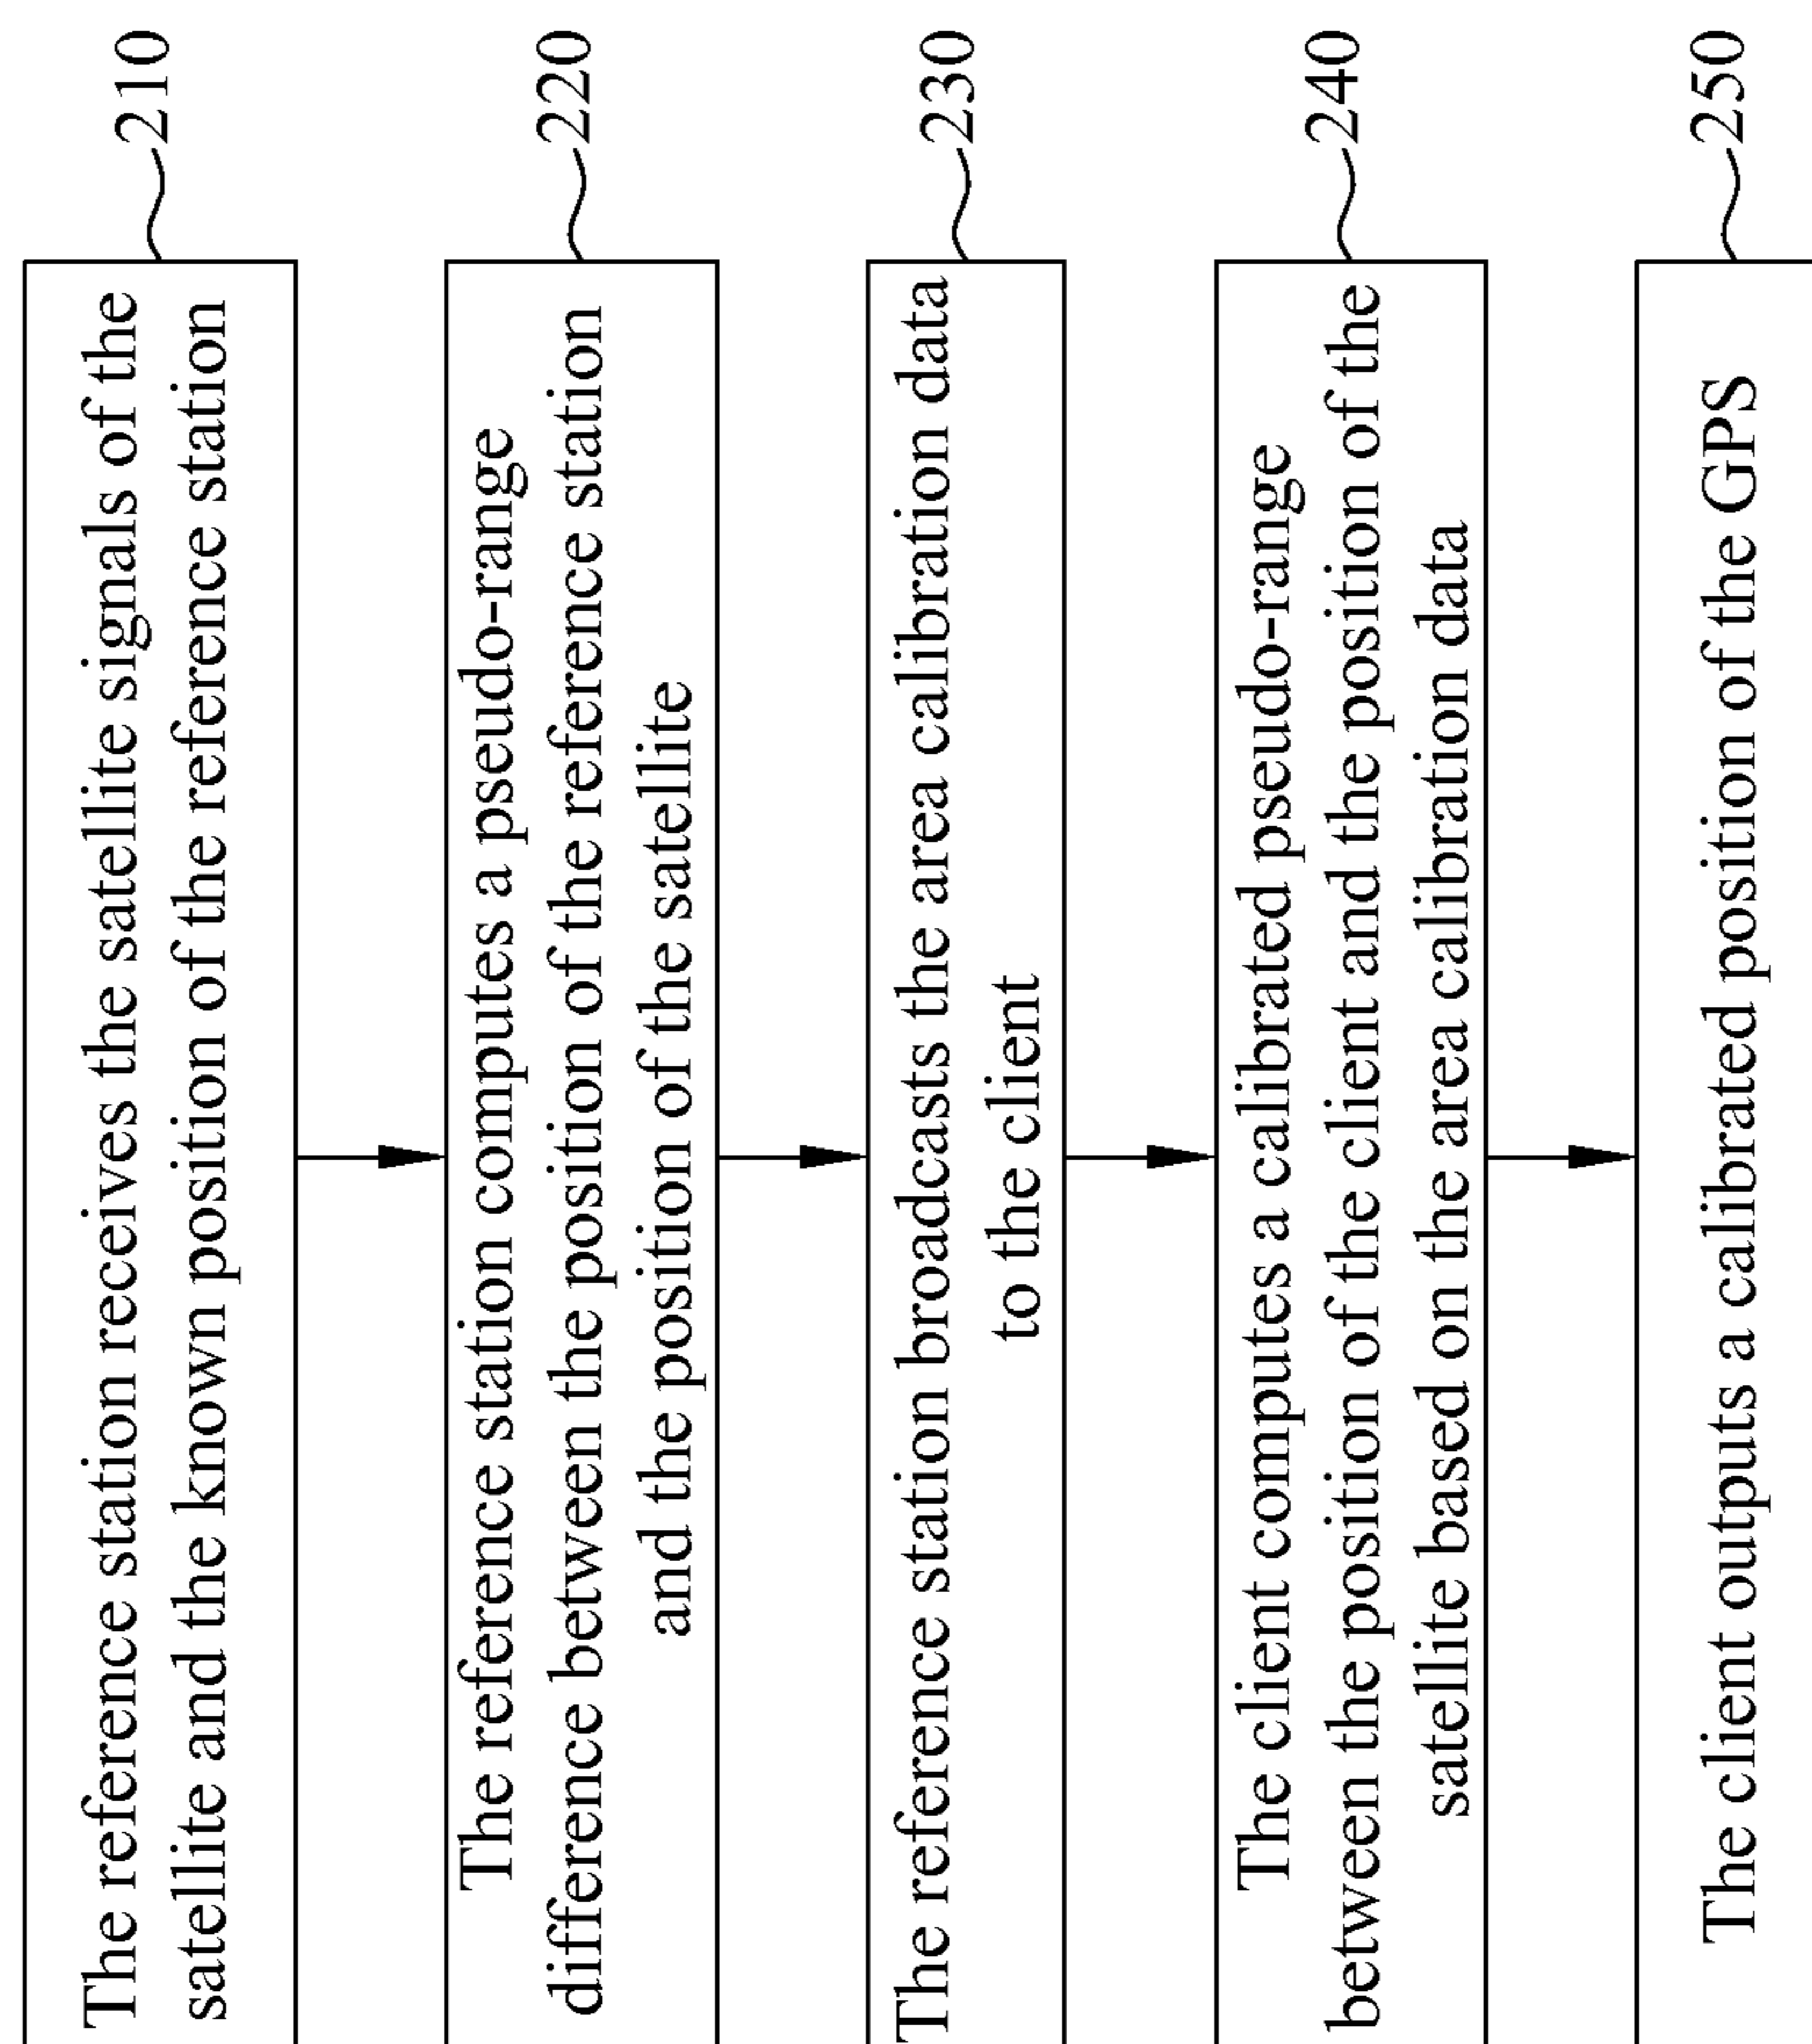 The reference station receives the satellite signals of the
satellite and the known position of the reference station
210
The reference station computes a pseudo-range
difference between the position of the reference station
and the position of the satellite
220
The reference station broadcasts the area calibration data
to the client
230
The client computes a calibrated pseudo-range
between the position of the client and the position of the
satellite based on the area calibration data
240
The client outputs a calibrated position of the GPS
250